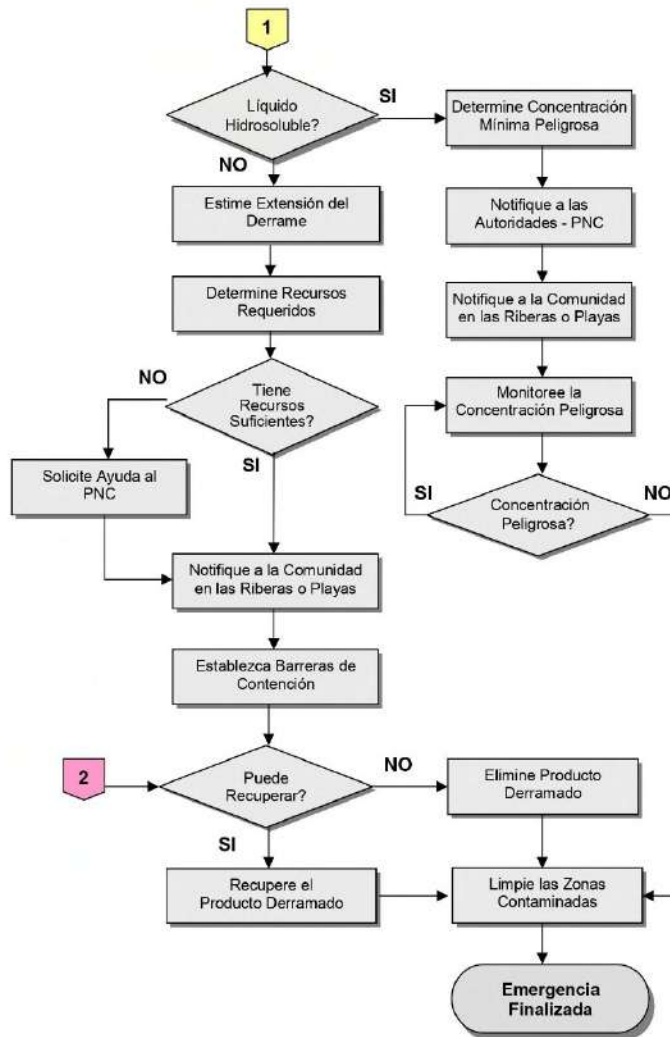 1
Líquido
Hidrosoluble?
SI
NO
Determine Concentración
Mínima Peligrosa
Estime Extensión del
Derrame
Notifique a las
Autoridades - PNC
Determine Recursos
Requeridos
Notifique a la Comunidad
en las Riberas o Playas
NO
Tiene
Recursos
Suficientes?
SI
Monitoree la
Concentración Peligrosa
Solicite Ayuda al
PNC
SI
Concentración
Peligrosa?
NO
Notifique a la Comunidad
en las Riberas o Playas
Establezca Barreras de
Contención
2
Puede
Recuperar?
NO
SI
Elimine Producto
Derramado
Recupere el
Producto Derramado
Limpie las Zonas
Contaminadas
Emergencia
Finalizada